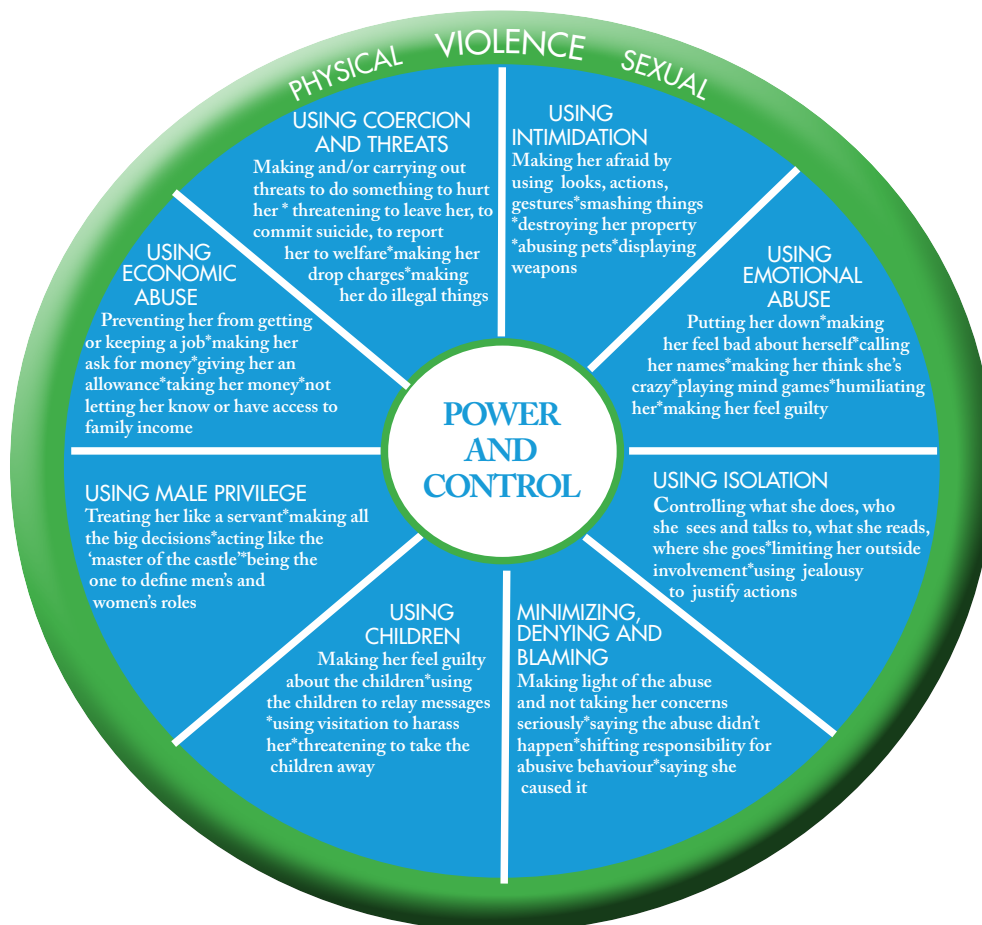 PHYSICAL VIOLENCE SEXUAL
USING COERCION
AND THREATS
Making and/or carrying out
threats to do something to hurt
her * threatening to leave her, to
commit suicide, to report
her to welfare*making her
drop charges*making
her do illegal things
USING
INTIMIDATION
Making her afraid by
using looks, actions,
gestures*smashing things
*destroying her property
*abusing pets*displaying
weapons
USING
EMOTIONAL
ABUSE
Putting her down*making
her feel bad about herself*calling
her names*making her think she's
crazy*playing mind games*humiliating
her*making her feel guilty
USING ISOLATION
Controlling what she does, who
she sees and talks to, what she reads,
where she goes*limiting her outside
involvement*using jealousy
to justify actions
MINIMIZING,
DENYING AND
BLAMING
Making light of the abuse
and not taking her concerns
seriously*saying the abuse didn't
happen*shifting responsibility for
abusive behaviour*saying she
caused it
USING
CHILDREN
Making her feel guilty
about the children*using
the children to relay messages
*using visitation to harass
her*threatening to take the
children away
USING MALE PRIVILEGE
Treating her like a servant*making all
the big decisions*acting like the
'master of the castle'*being the
one to define men's and
women's roles
USING
ECONOMIC
ABUSE
Preventing her from getting
or keeping a job*making her
ask for money*giving her an
allowance*taking her money*not
letting her know or have access to
family income
POWER
AND
CONTROL